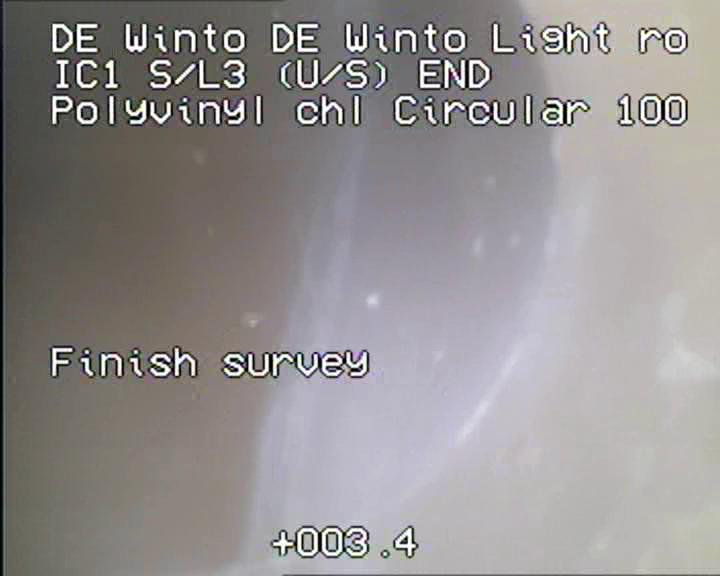 DE Winto DE Winto Light ro
IC1 S/L3 (U/S) END
Polyvinyl chl Circular 100
Finish survey
+003.4